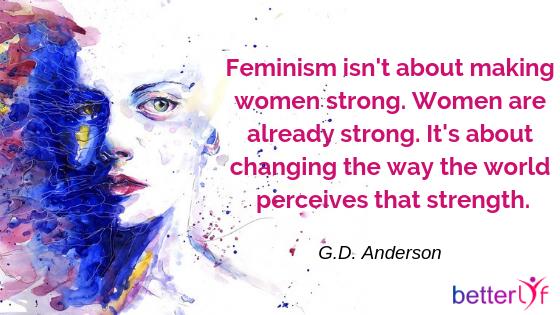 Feminism isn't about making
women strong. Women are
already strong. It's about
changing the way the world
perceives that strength.
G.D. Anderson
betterlyf